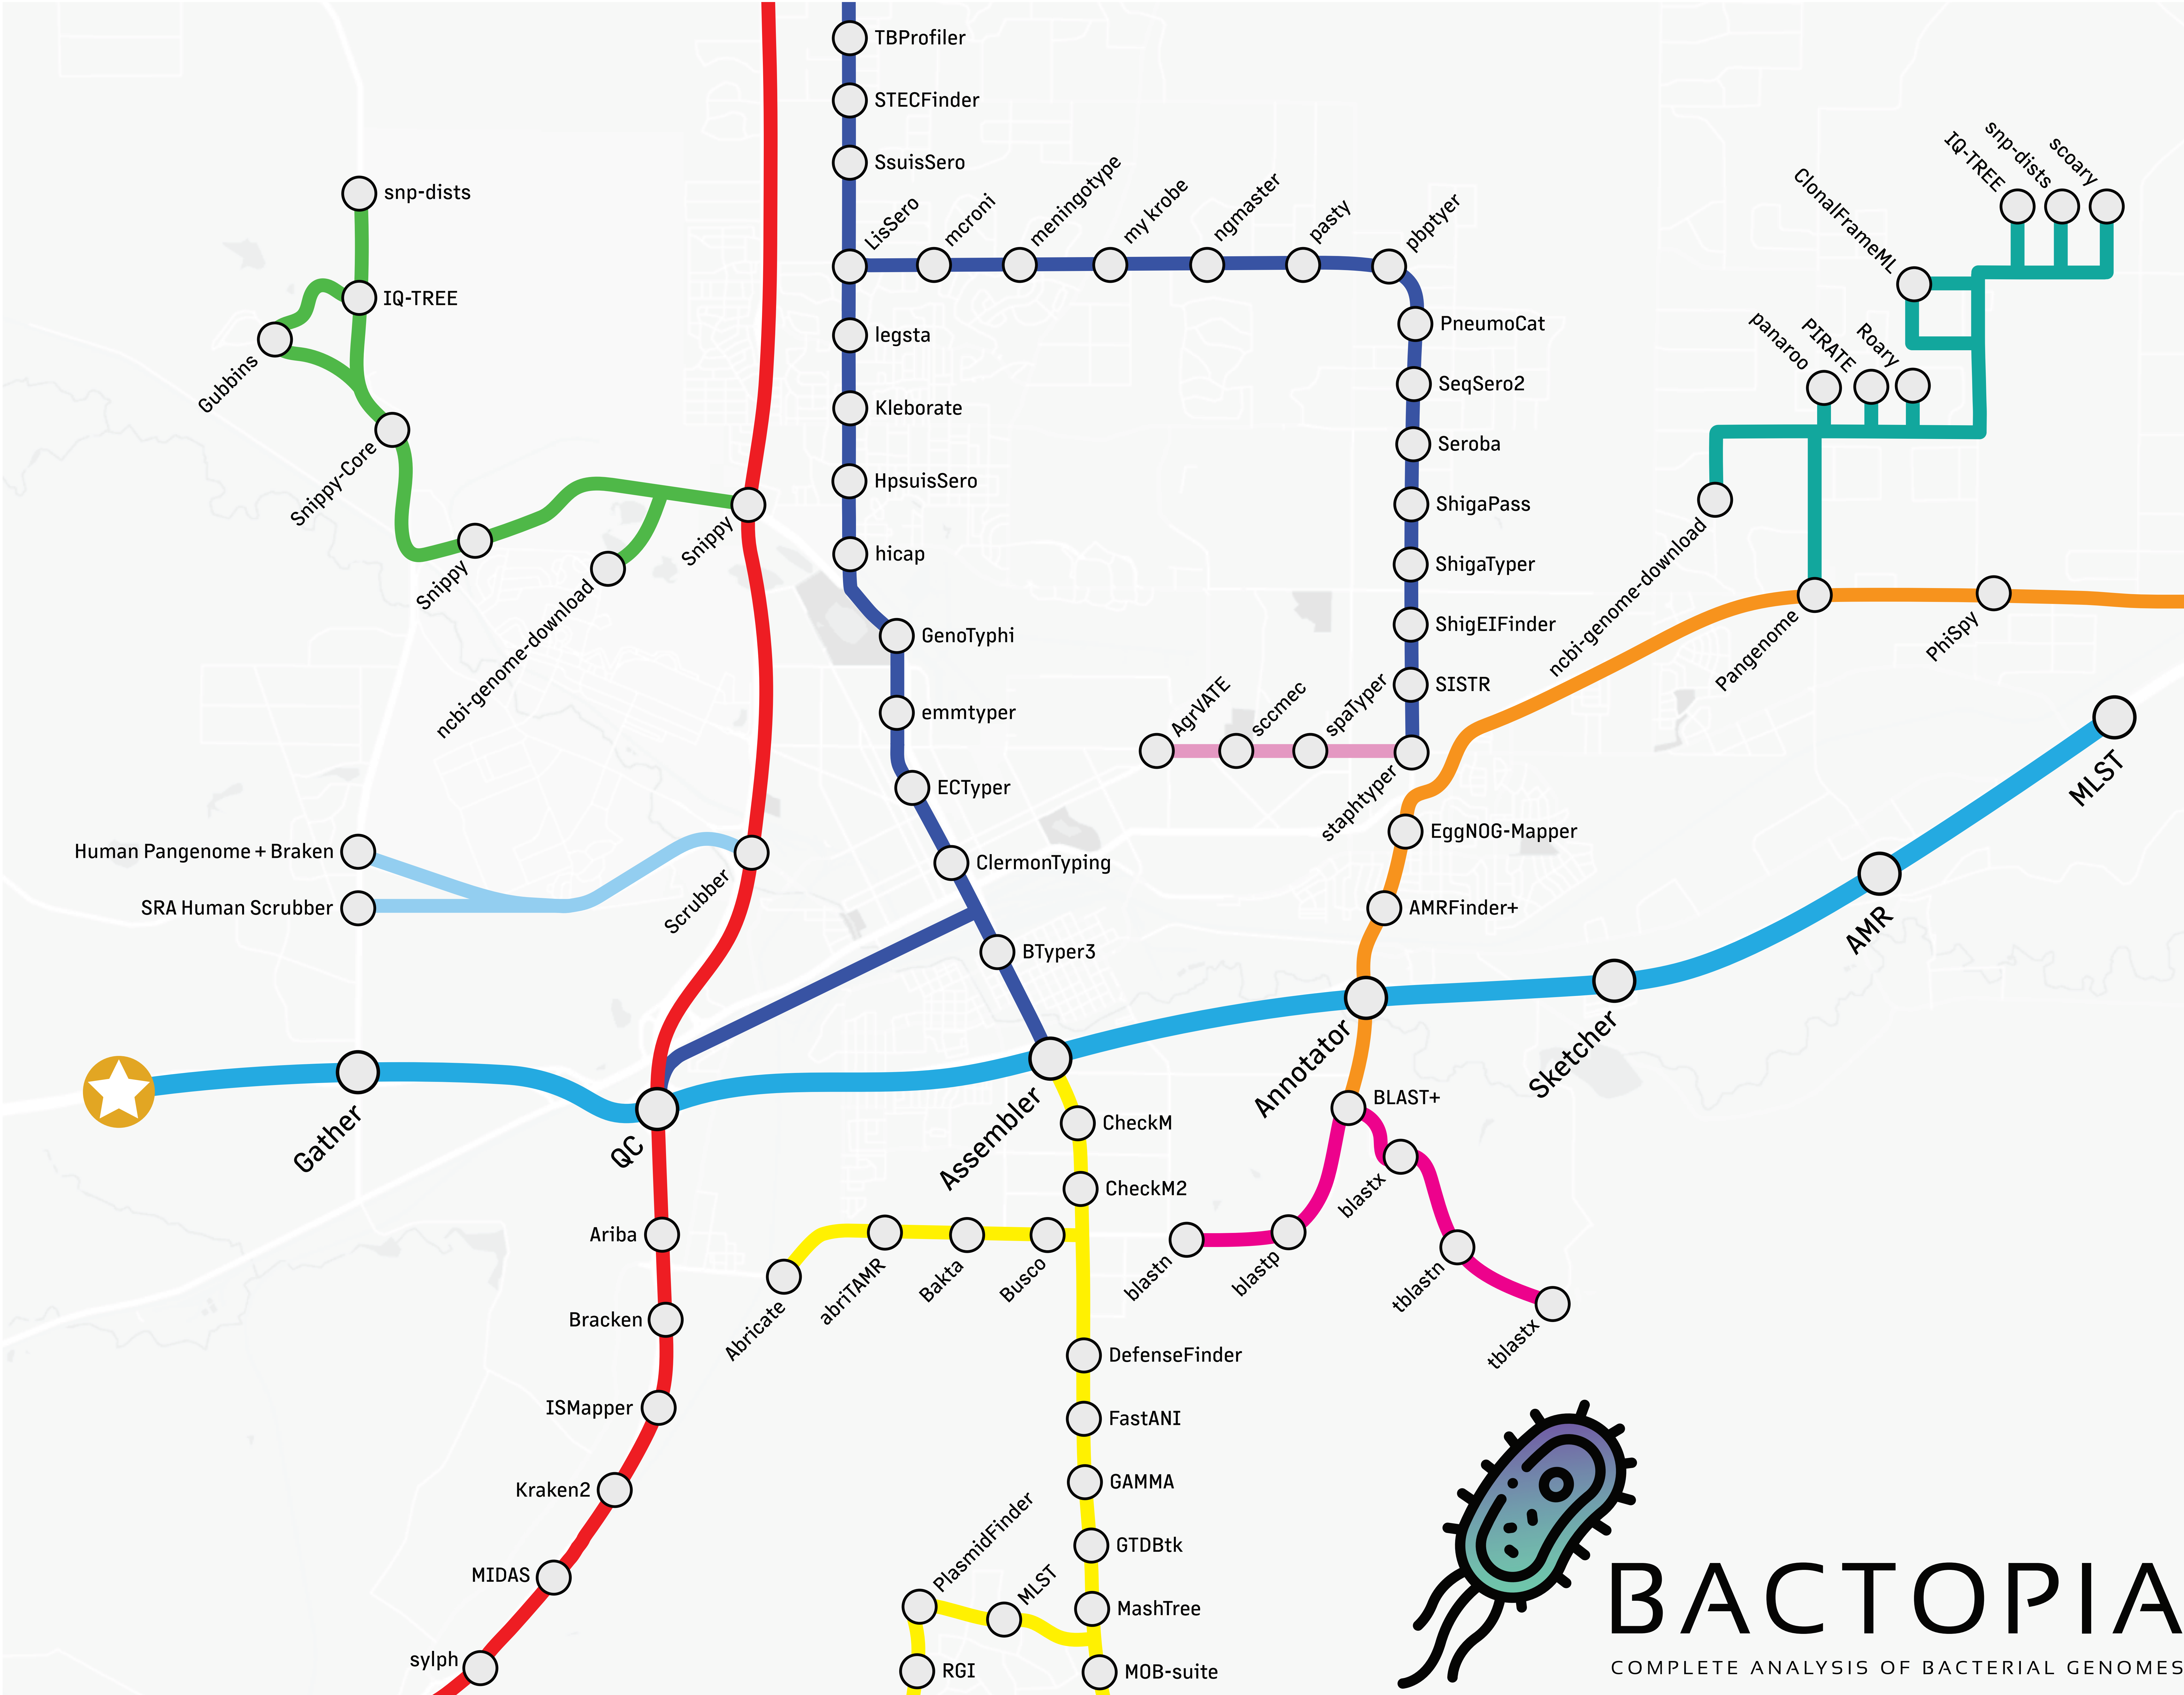 TBProfiler
STECFinder
SsuisSero
LisSero
mcroni
meningotype
my krobe
ngmaster
pasty
pbptyer
legsta
Kleborate
HpsuisSero
hicap
GenoTyphi
emmtyper
ECTyper
ClermonTyping
BTyper3
PneumoCat
SeqSero2
Seroba
ShigaPass
ShigaTyper
ShigEIFinder
SISTR
staphtyper
spaTyper
sccmec
AgrVATE
snp-dists
IQ-TREE
Gubbins
Snippy-Core
Snippy
ncbi-genome-download
Snippy
Human Pangenome + Braken
SRA Human Scrubber
Scrubber
IQ-TREE
snp-dists
scoary
ClonalFrameML
panaroo
PIRATE
Roary
ncbi-genome-download
Pangenome
PhiSpy
EggNOG-Mapper
AMRFinder+
Gather
QC
Assembler
Annotator
Sketcher
AMR
MLST
BLAST+
blastx
blastn
blastp
tblastn
tblastx
Ariba
Bracken
ISMapper
Kraken2
MIDAS
sylph
CheckM
CheckM2
Abricate
abriTAMR
Bakta
Busco
DefenseFinder
FastANI
GAMMA
GTDBtk
MashTree
MOB-suite
PlasmidFinder
MLST
RGI
BACTOPIA
COMPLETE ANALYSIS OF BACTERIAL GENOMES